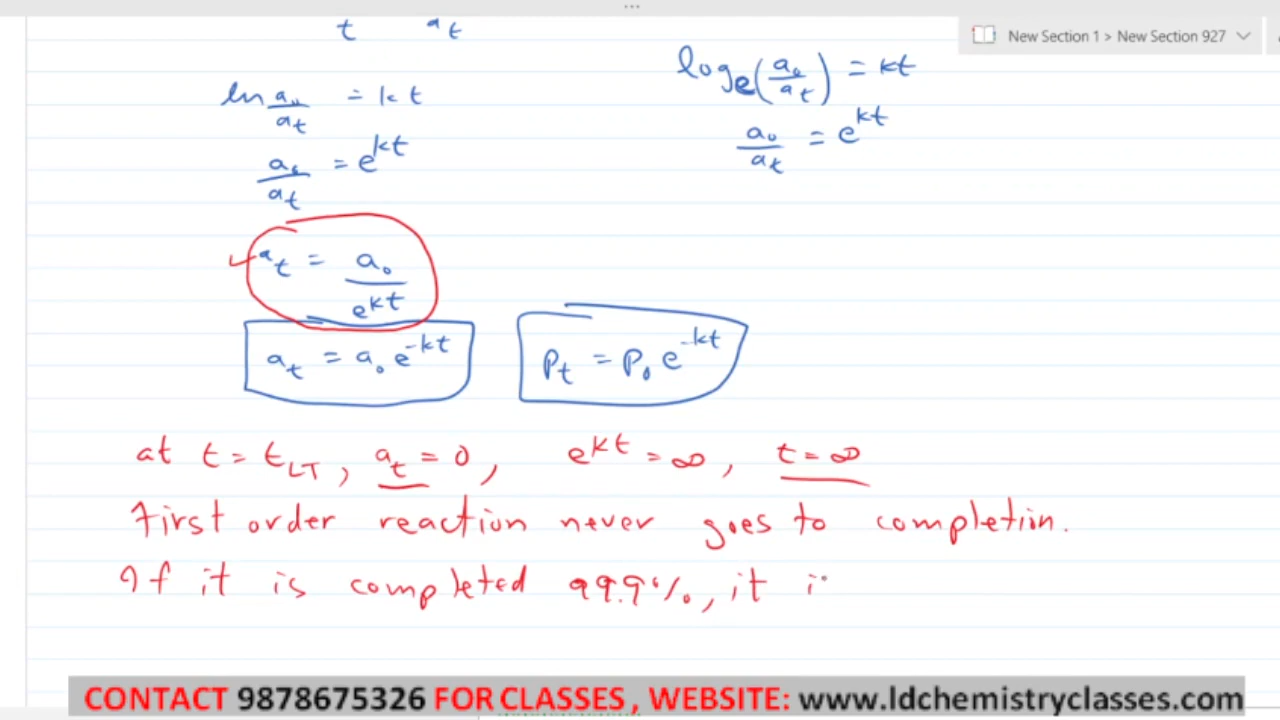 New Section 1 > New Section 927
t a_t
ln a₀/a_t = kt
log_e(a₀/a_t) = kt
a₀/a_t = e^kt
a₀/a_t = e^kt
a_t = a₀/e^kt
a_t = a₀ e^-kt
P_t = P₀ e^-kt
at t = t_LT, a_t = 0, e^kt = ∞, t = ∞
First order reaction never goes to completion.
If it is completed 99.9%, it i
CONTACT 9878675326 FOR CLASSES, WEBSITE: www.ldchemistryclasses.com